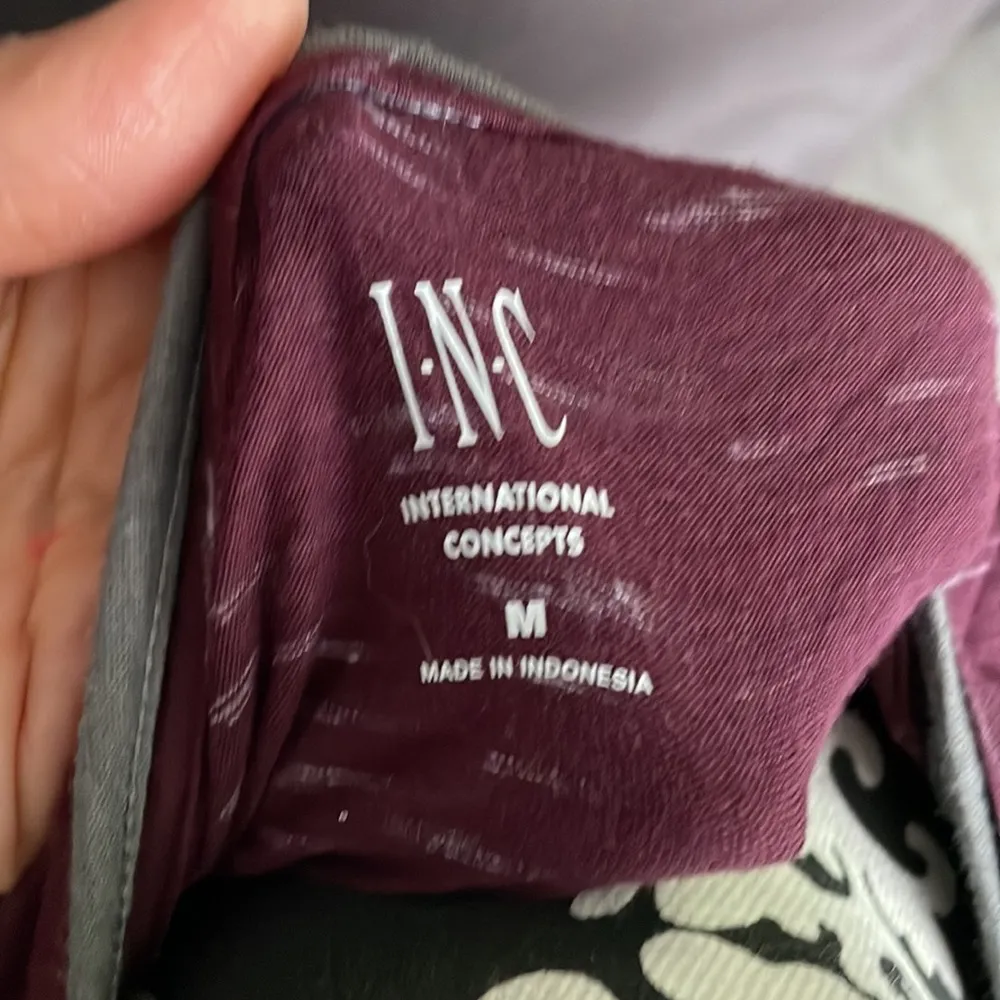 I·N·C
INTERNATIONAL
CONCEPTS
M
MADE IN INDONESIA